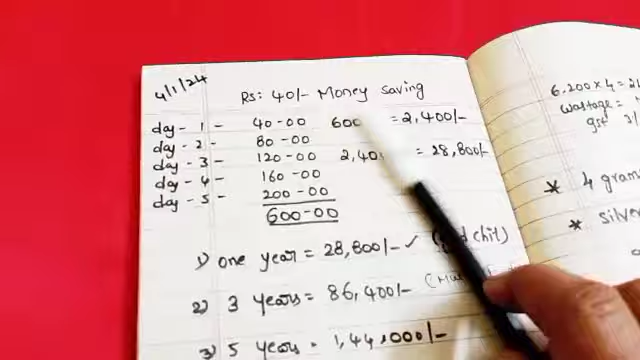 4/1/24
Rs: 40/- Money Saving
day - 1 - 40-00 600 = 2,400/-
day - 2 - 80-00
day - 3 - 120-00 2,40 = 28,800/-
day - 4 - 160-00
day - 5 - 200-00
600-00
1) one year = 28,800/- ✓ chit)
2) 3 years = 86,400/-
3) 5 years = 1,44,000/-
6,200×4 = 2
wastage =
gst
* 4 gram
* silver